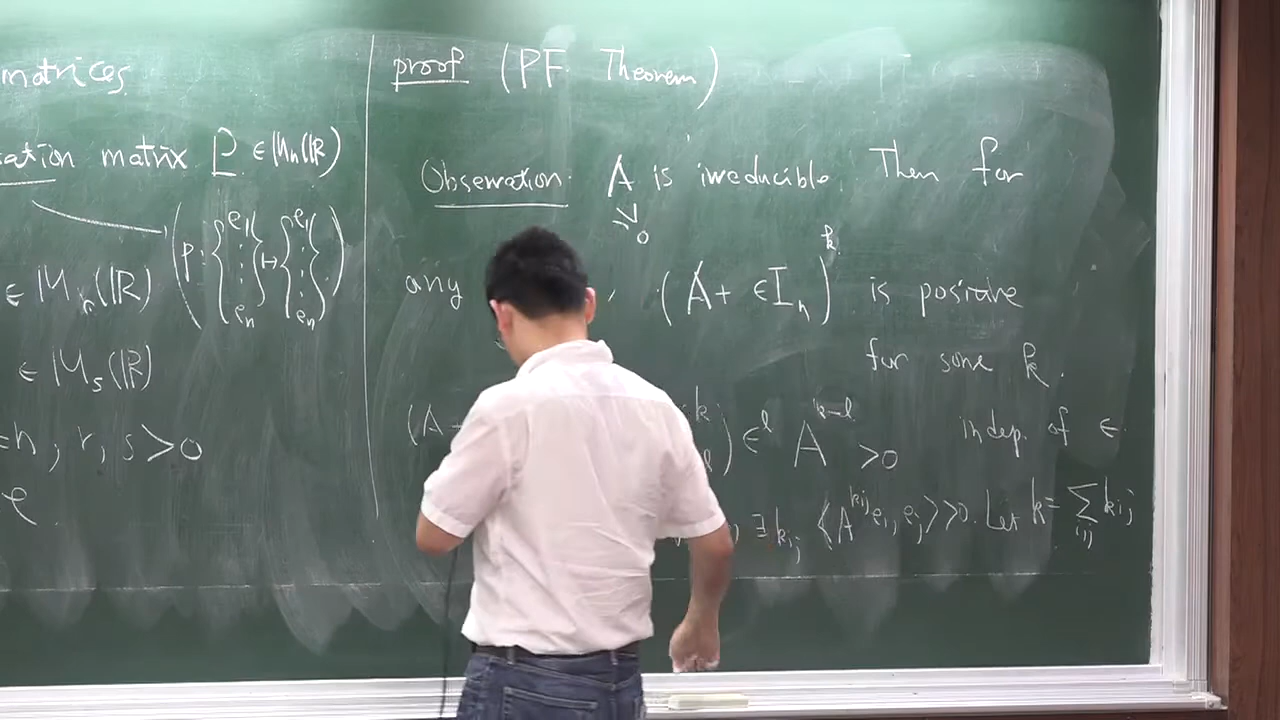 matrices
ation matrix P ∈ Mn(ℝ)
(p: {e1 ⋮ en} ↦ {e1 ⋮ en})
∈ Mn(ℝ)
∈ Ms(ℝ)
=n, r, s > 0
proof (PF Theorem)
Observation. A is irreducible. Then for
≥ 0
any , (A + ϵIn)^k is positive
for some k.
(A + k l) ϵ^l A^{k-l} > 0 indep. of ϵ.
, ∃ kij ⟨A^{kij} ei, ej⟩ > 0. Let k = Σ_{i,j} kij